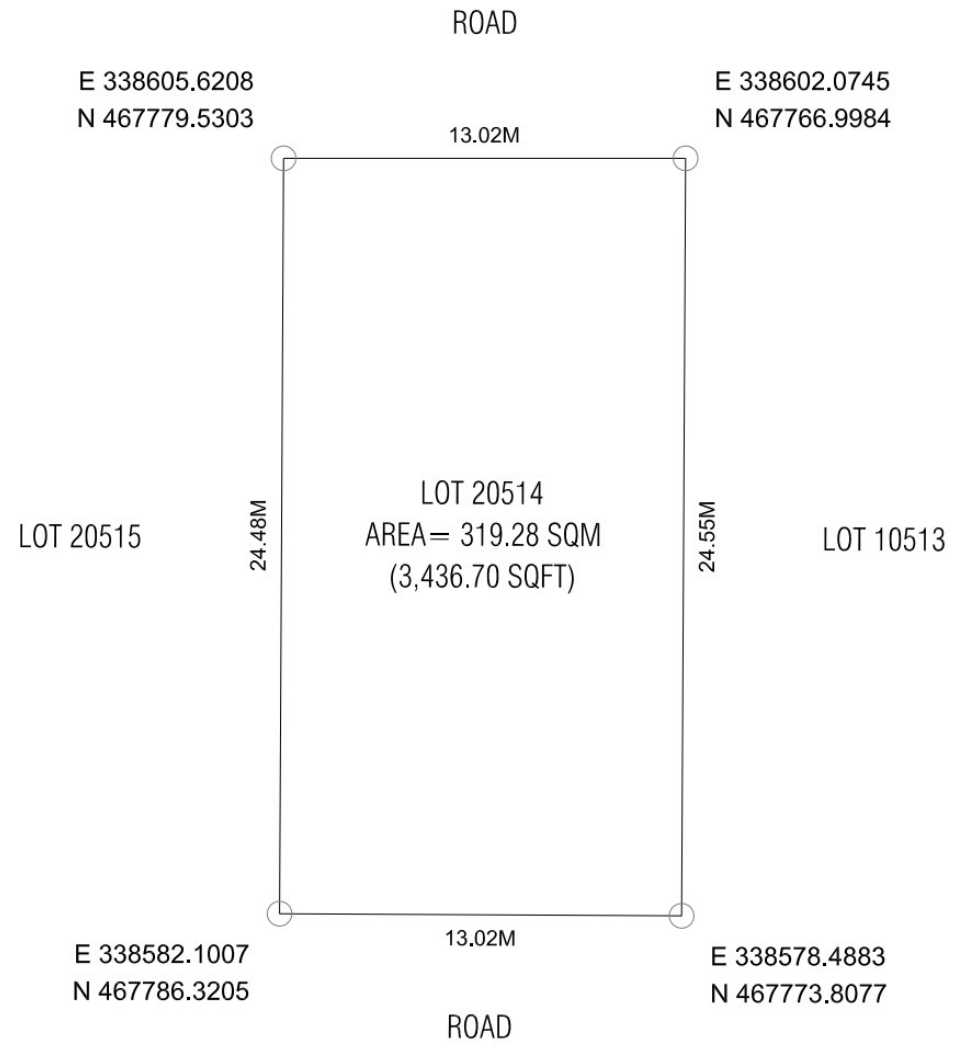 ROAD
E 338605.6208
N 467779.5303
E 338602.0745
N 467766.9984
13.02M
LOT 20515
24.48M
LOT 20514
AREA= 319.28 SQM
(3,436.70 SQFT)
24.55M
LOT 10513
E 338582.1007
N 467786.3205
13.02M
E 338578.4883
N 467773.8077
ROAD